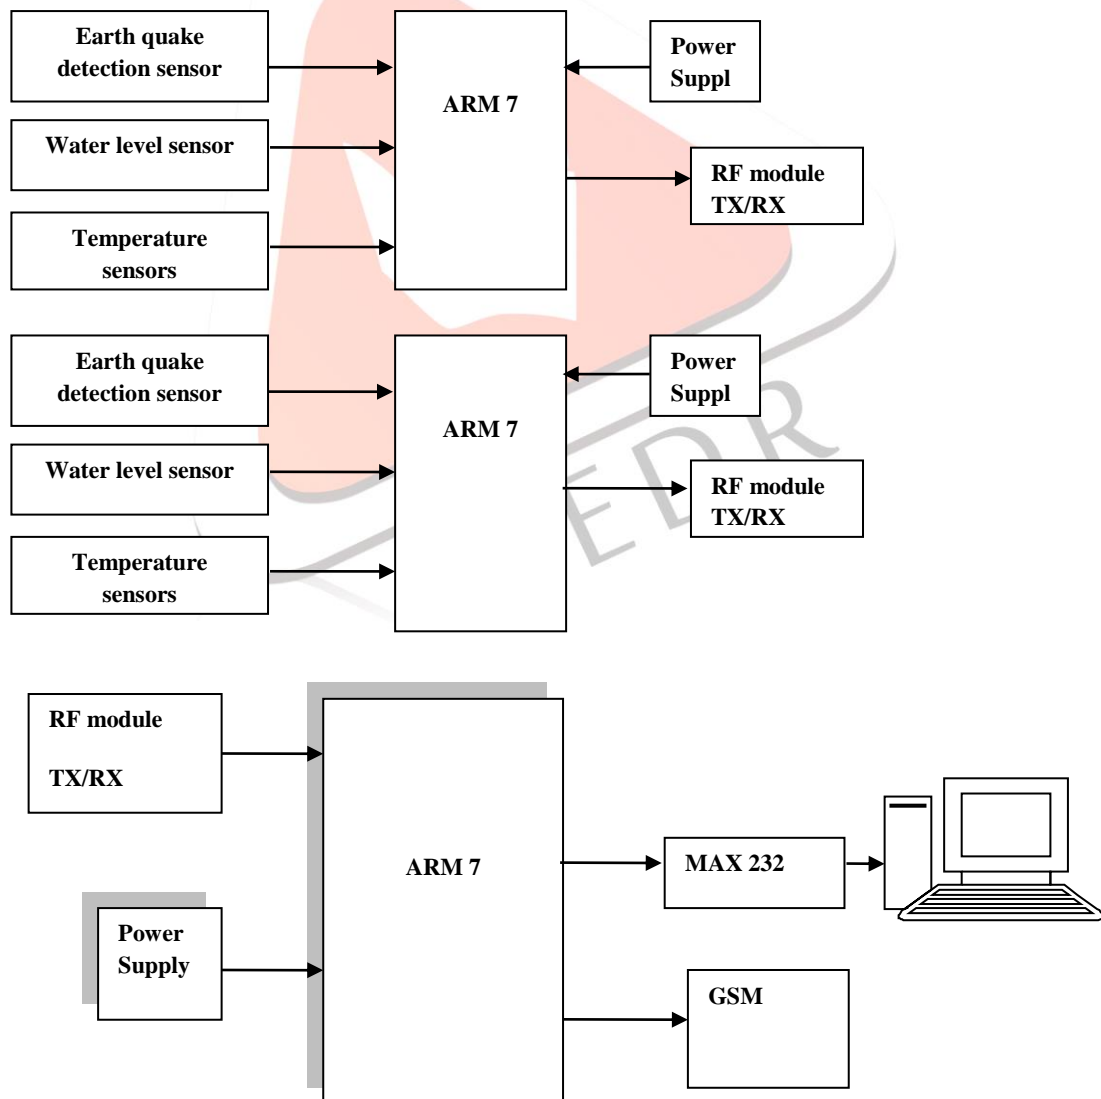 Earth quake
detection sensor
ARM 7
Power
Suppl
Water level sensor
RF module
TX/RX
Temperature
sensors
Earth quake
detection sensor
ARM 7
Power
Suppl
Water level sensor
RF module
TX/RX
Temperature
sensors
EDR
RF module
TX/RX
ARM 7
MAX 232
Power
Supply
GSM